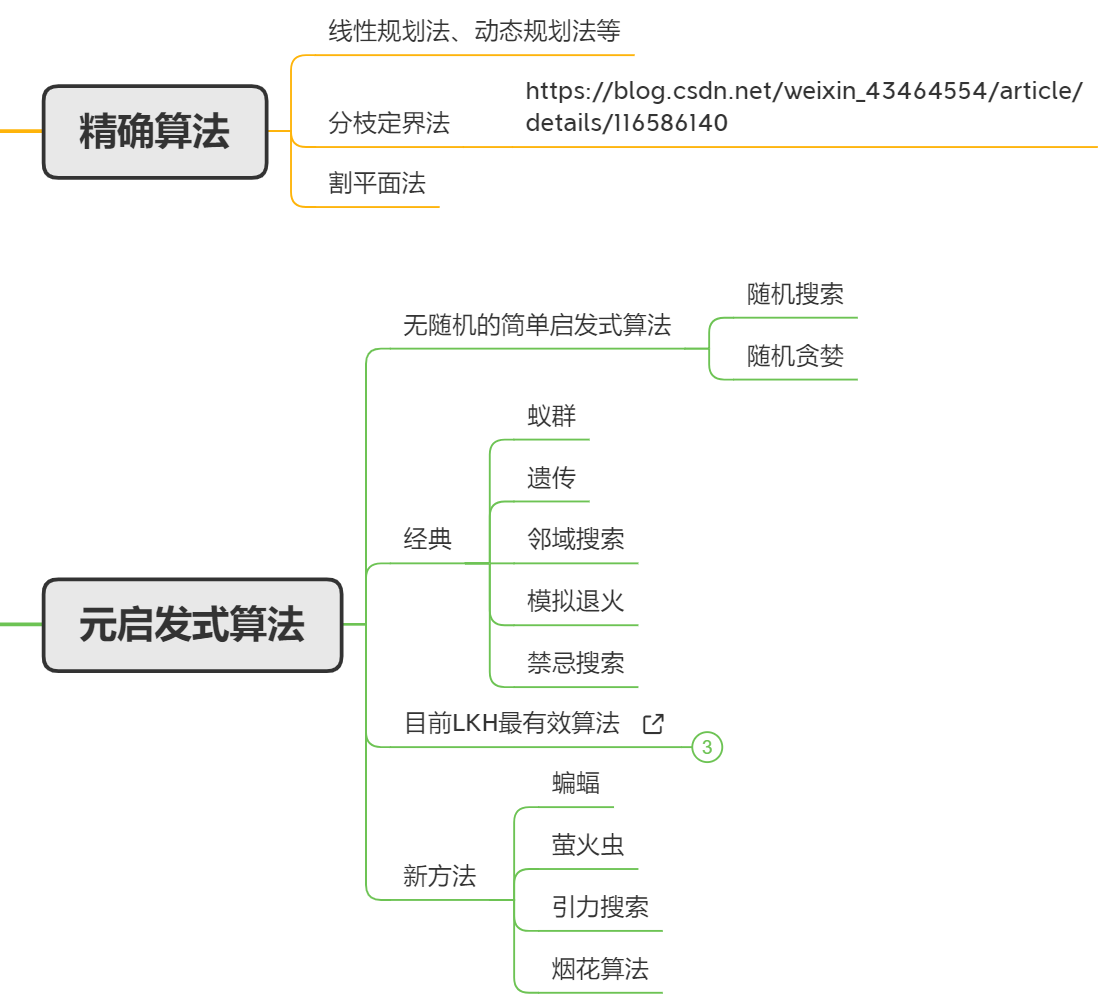 线性规划法、动态规划法等
精确算法
分枝定界法
https://blog.csdn.net/weixin_43464554/article/
details/116586140
割平面法
无随机的简单启发式算法
随机搜索
随机贪婪
元启发式算法
经典
蚁群
遗传
邻域搜索
模拟退火
禁忌搜索
目前LKH最有效算法
3
新方法
蝙蝠
萤火虫
引力搜索
烟花算法